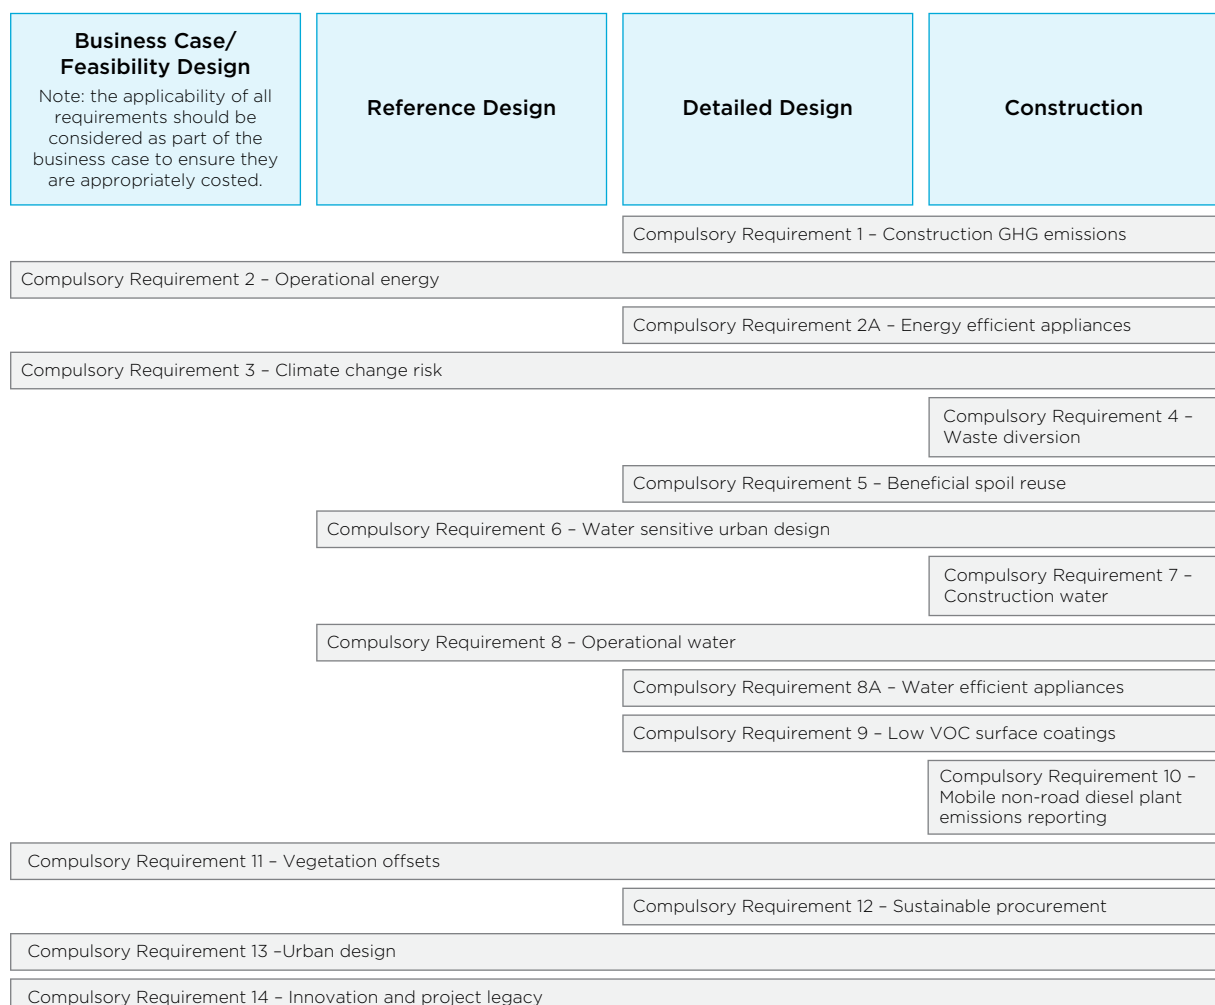 Business Case/
Feasibility Design
Note: the applicability of all
requirements should be
considered as part of the
business case to ensure they
are appropriately costed.
Reference Design
Detailed Design
Construction
Compulsory Requirement 1 – Construction GHG emissions
Compulsory Requirement 2 – Operational energy
Compulsory Requirement 2A – Energy efficient appliances
Compulsory Requirement 3 – Climate change risk
Compulsory Requirement 4 –
Waste diversion
Compulsory Requirement 5 – Beneficial spoil reuse
Compulsory Requirement 6 – Water sensitive urban design
Compulsory Requirement 7 –
Construction water
Compulsory Requirement 8 – Operational water
Compulsory Requirement 8A – Water efficient appliances
Compulsory Requirement 9 – Low VOC surface coatings
Compulsory Requirement 10 –
Mobile non-road diesel plant
emissions reporting
Compulsory Requirement 11 – Vegetation offsets
Compulsory Requirement 12 – Sustainable procurement
Compulsory Requirement 13 –Urban design
Compulsory Requirement 14 – Innovation and project legacy